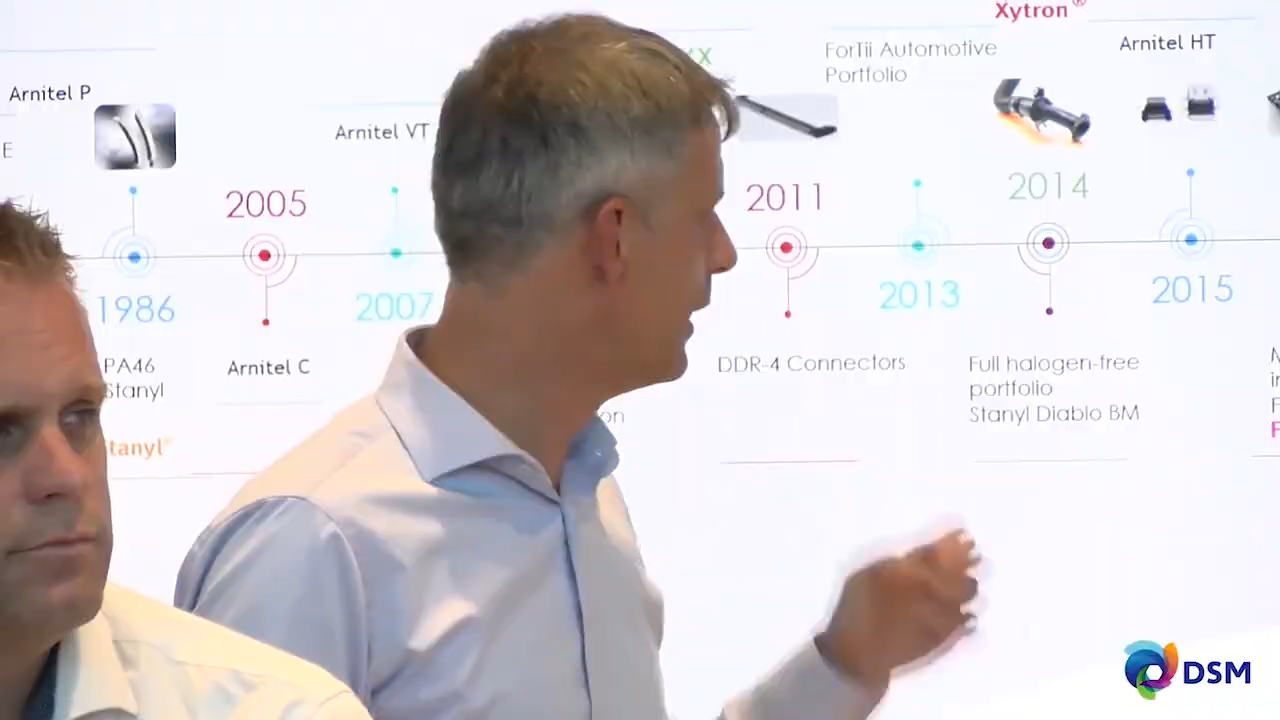 Xytron®
ForTii Automotive
Portfolio
Arnitel HT
Arnitel P
Arnitel VT
E
2005
2011
2014
1986
2007
2013
2015
PA46
Stanyl
Arnitel C
DDR-4 Connectors
Full halogen-free
portfolio
Stanyl Diablo BM
DSM